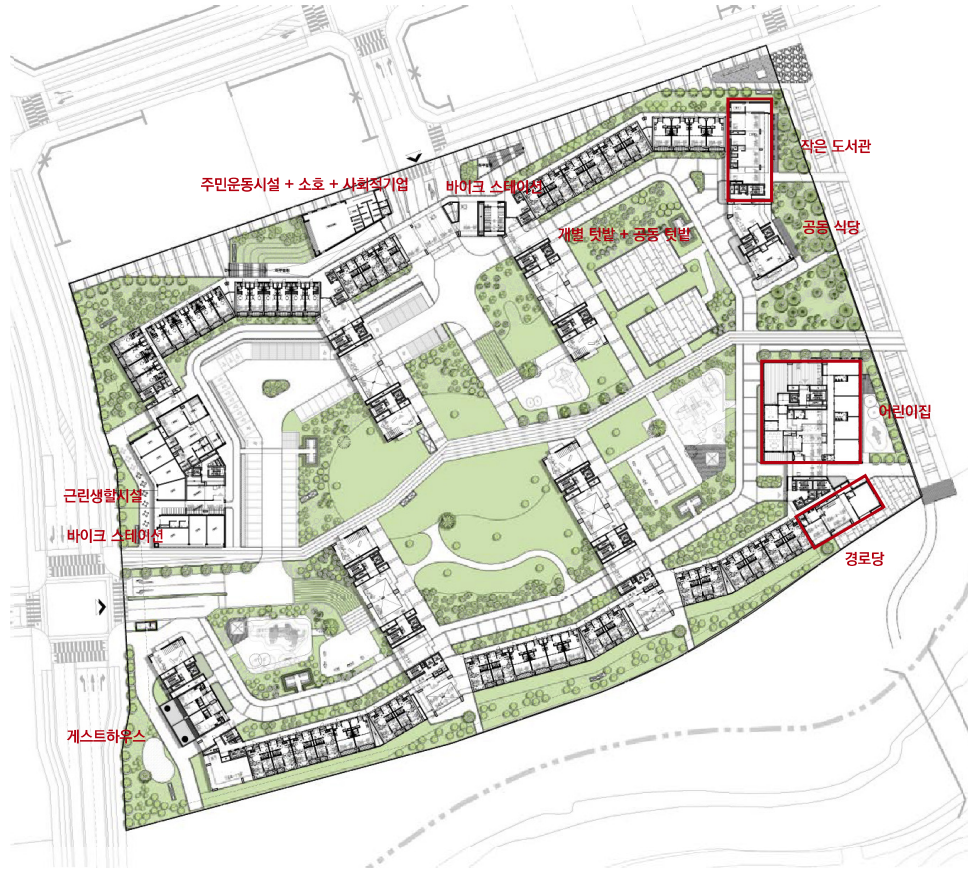 작은 도서관
주민운동시설 + 소호 + 사회적기업
바이크 스테이션
공동 식당
개별 텃밭 + 공동 텃밭
어린이집
근린생활시설
바이크 스테이션
경로당
게스트하우스